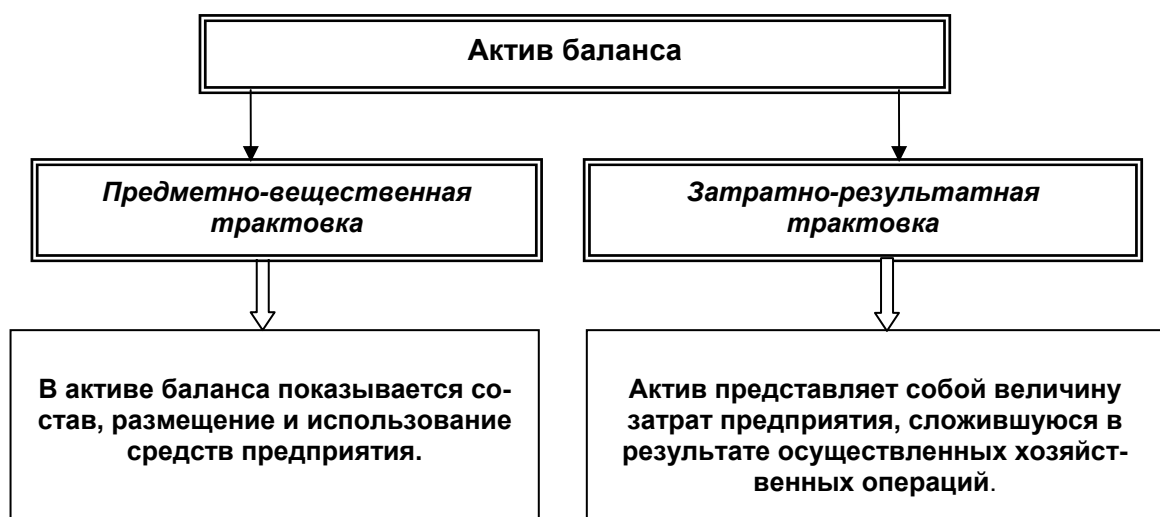 Актив баланса
Предметно-вещественная
трактовка
Затратно-результатная
трактовка
В активе баланса показывается со-
став, размещение и использование
средств предприятия.
Актив представляет собой величину
затрат предприятия, сложившуюся в
результате осуществленных хозяйст-
венных операций.